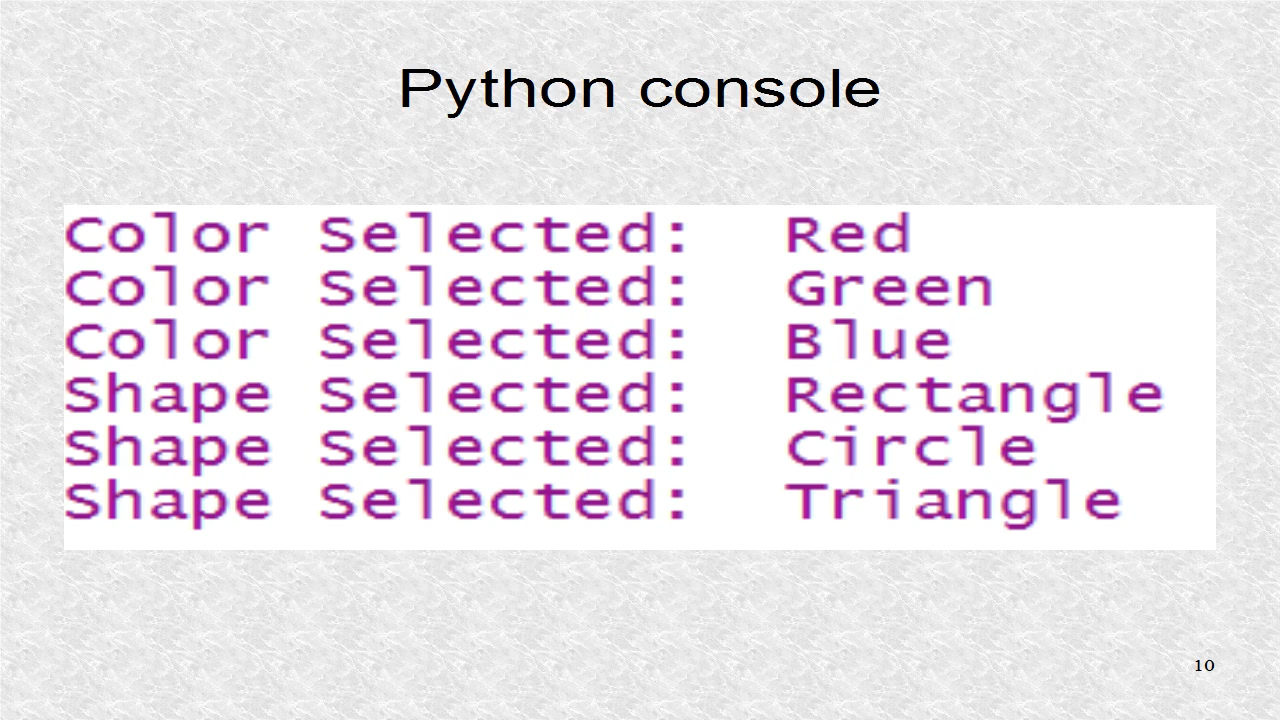 Python console
Color Selected:  Red
Color Selected:  Green
Color Selected:  Blue
Shape Selected:  Rectangle
Shape Selected:  Circle
Shape Selected:  Triangle
10